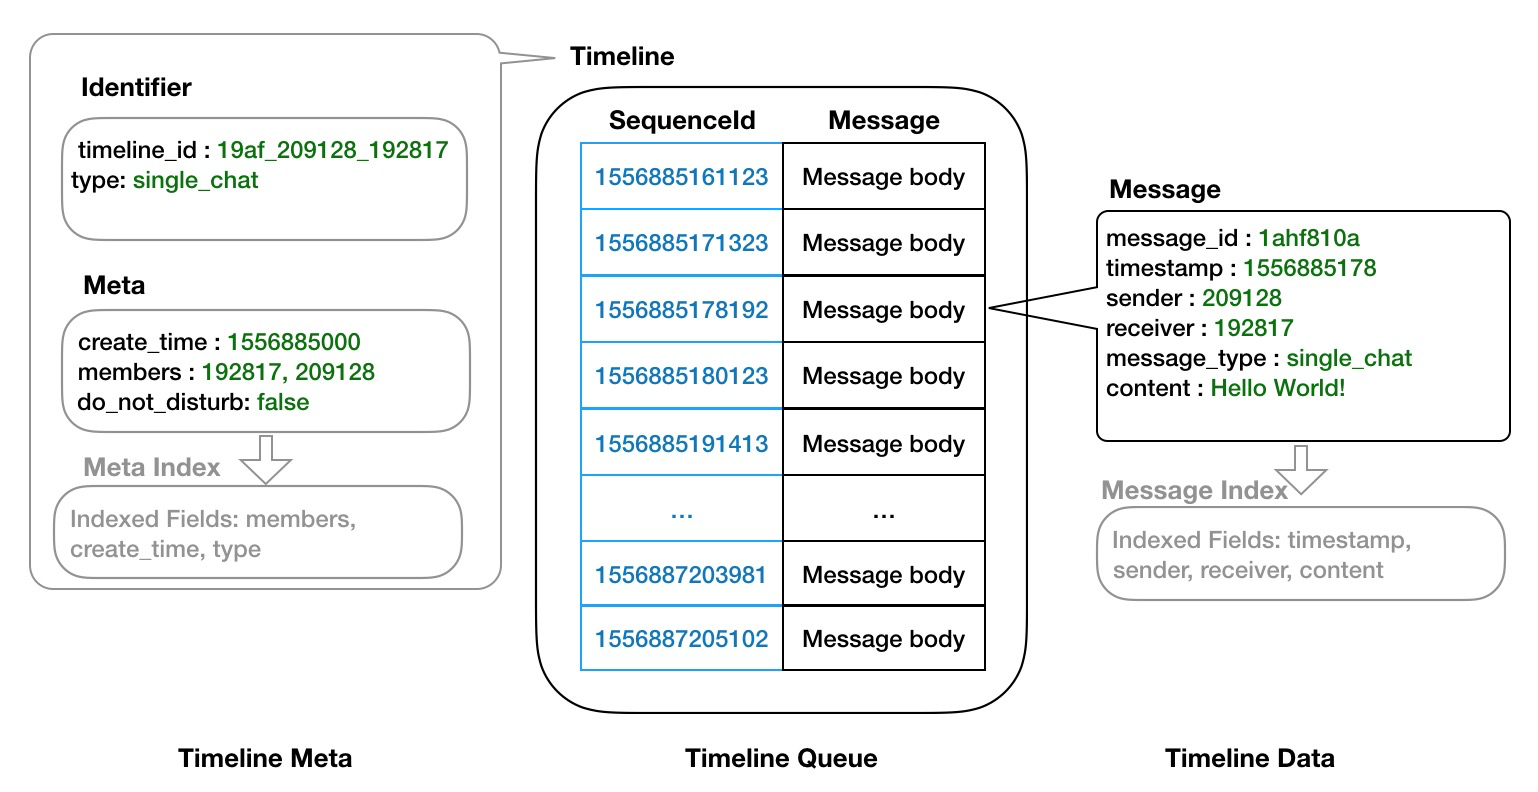 Timeline
Identifier
timeline_id : 19af_209128_192817
type: single_chat
Meta
create_time : 1556885000
members : 192817, 209128
do_not_disturb: false
Meta Index
Indexed Fields: members,
create_time, type
SequenceId Message
1556885161123 Message body
1556885171323 Message body
1556885178192 Message body
1556885180123 Message body
1556885191413 Message body
... ...
1556887203981 Message body
1556887205102 Message body
Message
message_id : 1ahf810a
timestamp : 1556885178
sender : 209128
receiver : 192817
message_type : single_chat
content : Hello World!
Message Index
Indexed Fields: timestamp,
sender, receiver, content
Timeline Meta
Timeline Queue
Timeline Data